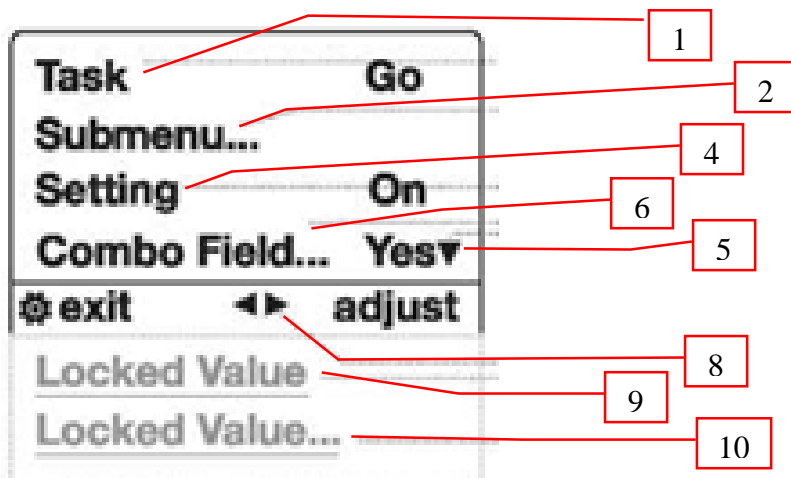 1
Task Go
2
Submenu...
4
Setting On
6
Combo Field... Yes▼
5
exit ◀▶ adjust
8
Locked Value
9
Locked Value...
10